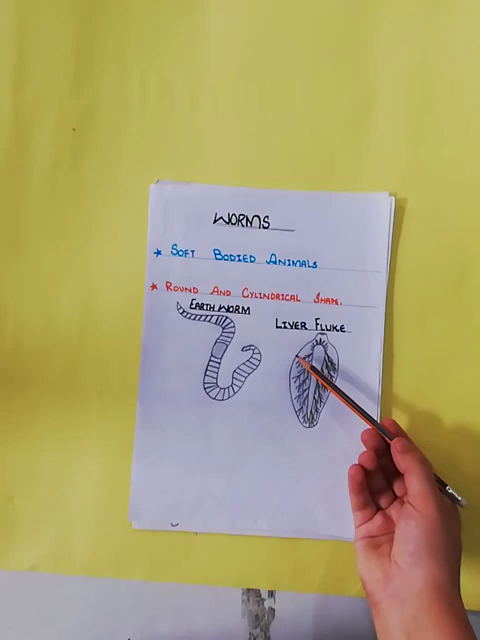 WORMS
* SOFT BODIED ANIMALS
* ROUND AND CYLINDRICAL SHAPE.
EARTH WORM
LIVER FLUKE